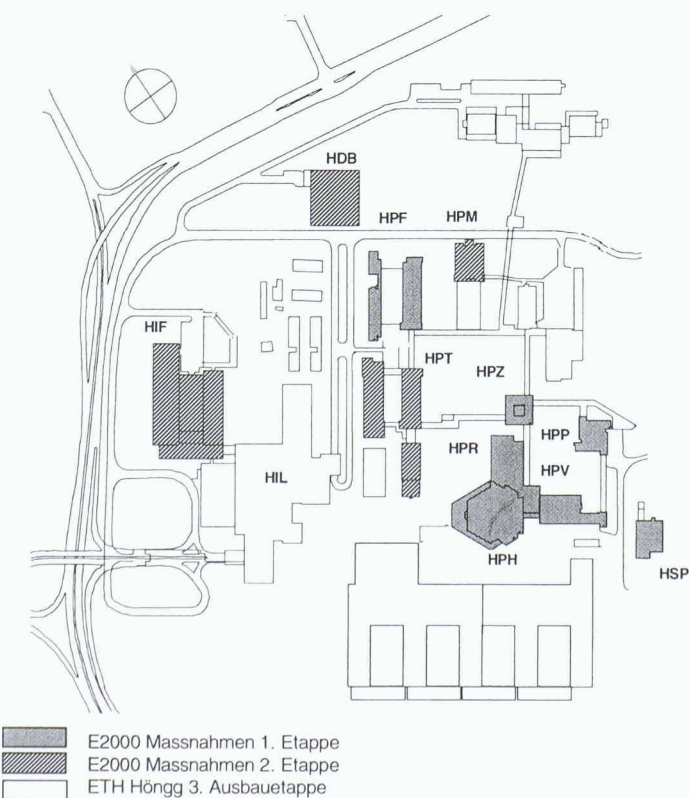 HDB
HPF HPM
HIF
HPT HPZ
HPR HPP
HIL HPV
HPH
HSP
E2000 Massnahmen 1. Etappe
E2000 Massnahmen 2. Etappe
ETH Höngg 3. Ausbauetappe